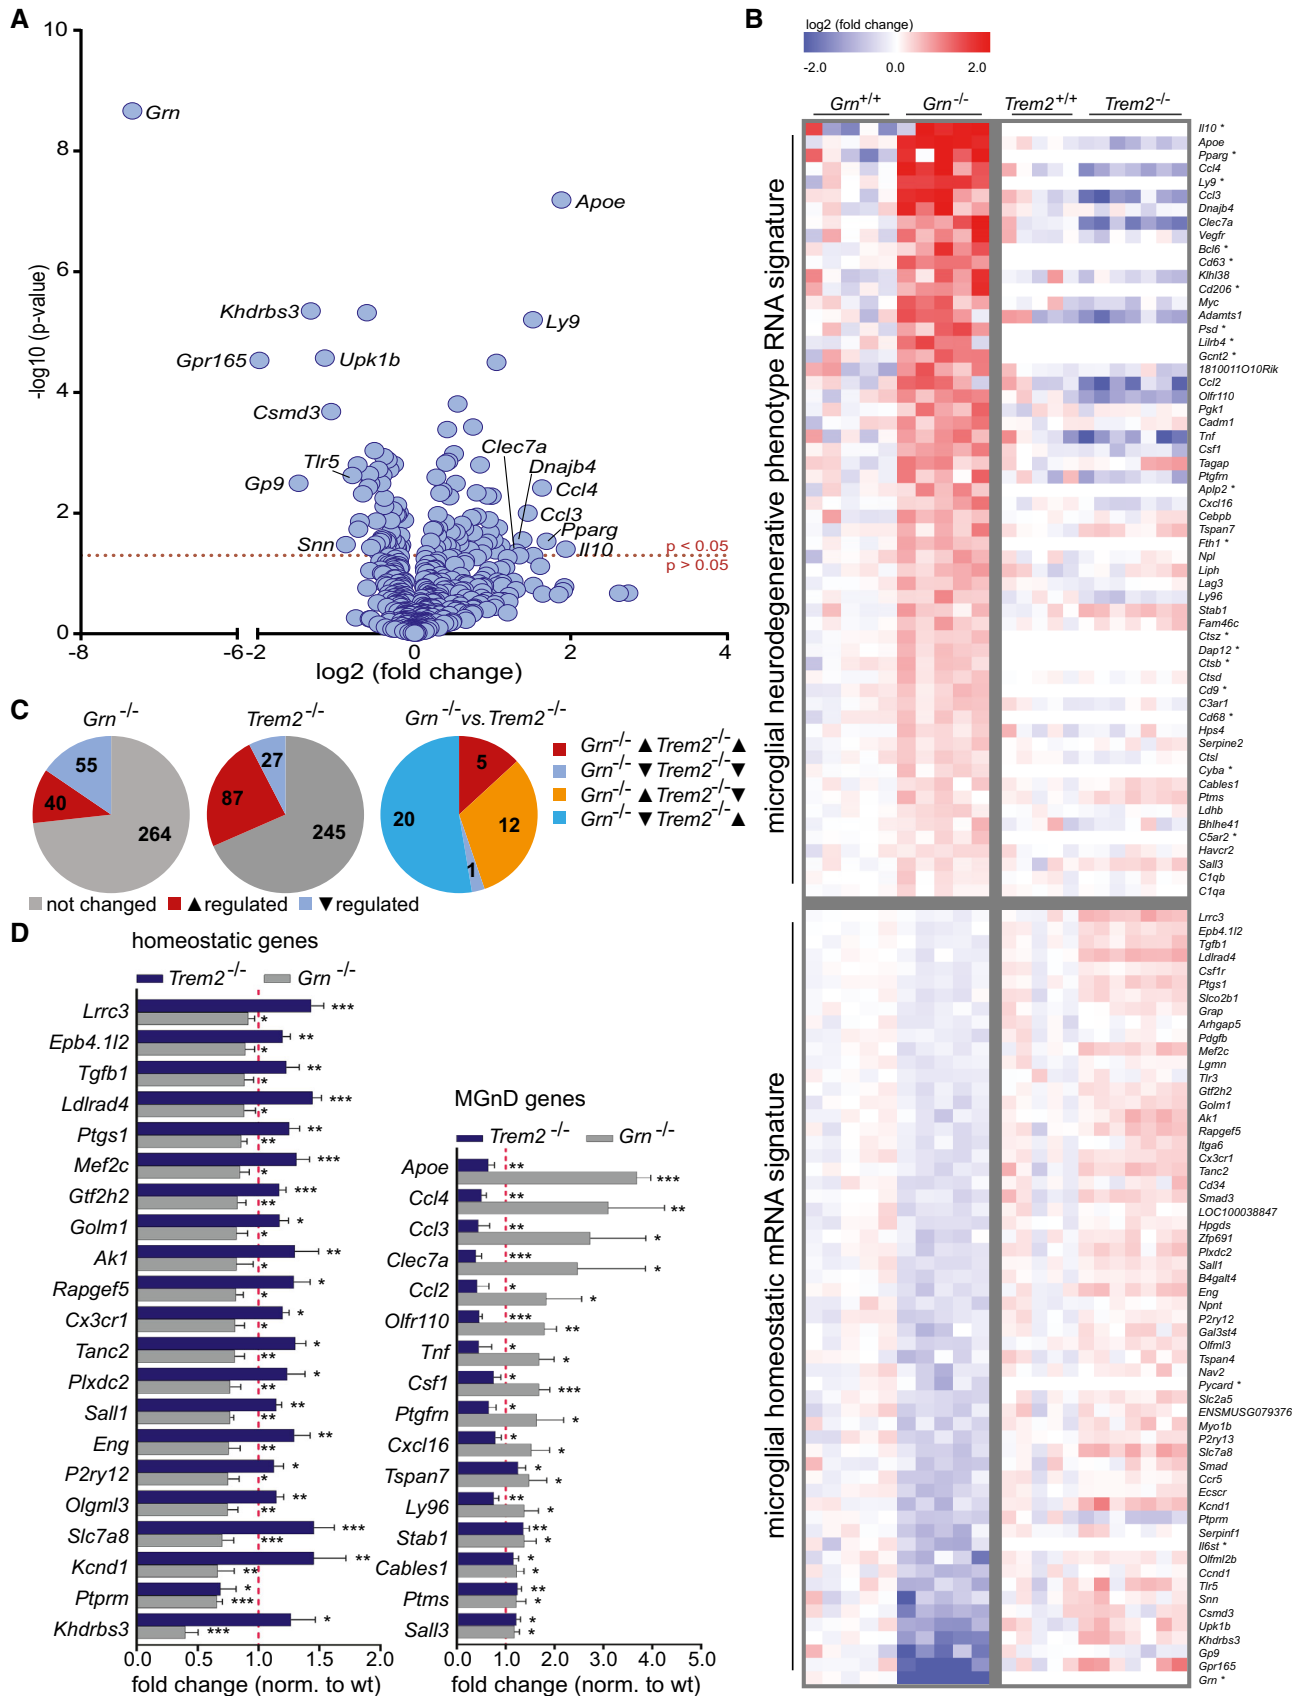 A
10
8
6
4
2
0
-log10 (p-value)
-8
-6
-2
0
2
4
log2 (fold change)
Grn
Apoe
Khdrbs3
Ly9
Gpr165
Upk1b
Csmd3
Clec7a
Tlr5
Dnajb4
Gp9
Ccl4
Ccl3
Pparg
Snn
Il10
p < 0.05
p > 0.05
B
log2 (fold change)
-2.0 0.0 2.0
Grn+/+ Grn-/- Trem2+/+ Trem2-/-
microglial neurodegenerative phenotype RNA signature
Il10 *
Apoe
Pparg *
Ccl4
Ly9 *
Ccl3
Dnajb4
Clec7a
Vegfr
Bcl6 *
Cd63 *
Klhl38
Cd206 *
Myc
Adamts1
Psd *
Lilrb4 *
Gcnt2 *
1810011O10Rik
Ccl2
Olfr110
Pgk1
Cadm1
Tnf
Csf1
Tagap
Ptgfrn
Aplp2 *
Cxcl16
Cebpb
Tspan7
Fth1 *
Npl
Liph
Lag3
Ly96
Stab1
Fam46c
Ctsz *
Dap12 *
Ctsb *
Ctsd
Cd9 *
C3ar1
Cd68 *
Hps4
Serpine2
Ctsl
Cyba *
Cables1
Ptms
Ldhb
Bhlhe41
C5ar2 *
Havcr2
Sall3
C1qb
C1qa
microglial homeostatic mRNA signature
Lrrc3
Epb4.1l2
Tgfb1
Ldlrad4
Csf1r
Ptgs1
Slco2b1
Grap
Arhgap5
Pdgfb
Mef2c
Lgmn
Tlr3
Gtf2h2
Golm1
Ak1
Rapgef5
Itga6
Cx3cr1
Tanc2
Cd34
Smad3
LOC100038847
Hpgds
Zfp691
Plxdc2
Sall1
B4galt4
Eng
Npnt
P2ry12
Gal3st4
Olfml3
Tspan4
Nav2
Pycard *
Slc2a5
ENSMUSG079376
Myo1b
P2ry13
Slc7a8
Smad
Ccr5
Ecscr
Kcnd1
Ptprm
Serpinf1
Il6st *
Olfml2b
Ccnd1
Tlr5
Snn
Csmd3
Upk1b
Khdrbs3
Gp9
Gpr165
Grn *
C
Grn-/-
55
40
264
Trem2-/-
27
87
245
Grn-/- vs. Trem2-/-
5
20
12
1
Grn-/- ▲ Trem2-/- ▲
Grn-/- ▼ Trem2-/- ▼
Grn-/- ▲ Trem2-/- ▼
Grn-/- ▼ Trem2-/- ▲
not changed ▲ regulated ▼ regulated
D
homeostatic genes
Trem2-/- Grn-/-
Lrrc3 *** *
Epb4.1l2 ** *
Tgfb1 ** *
Ldlrad4 *** *
Ptgs1 ** **
Mef2c *** *
Gtf2h2 *** **
Golm1 * *
Ak1 ** *
Rapgef5 * *
Cx3cr1 * *
Tanc2 * **
Plxdc2 * **
Sall1 ** **
Eng ** **
P2ry12 * *
Olgml3 ** **
Slc7a8 *** ***
Kcnd1 ** **
Ptprm * ***
Khdrbs3 * ***
0.0 0.5 1.0 1.5 2.0
fold change (norm. to wt)
MGnD genes
Trem2-/- Grn-/-
Apoe ** ***
Ccl4 ** **
Ccl3 ** *
Clec7a *** *
Ccl2 * *
Olfr110 *** **
Tnf * *
Csf1 * ***
Ptgfrn * *
Cxcl16 * *
Tspan7 * *
Ly96 ** *
Stab1 ** *
Cables1 * *
Ptms ** *
Sall3 * *
0.0 1.0 2.0 3.0 4.0 5.0
fold change (norm. to wt)